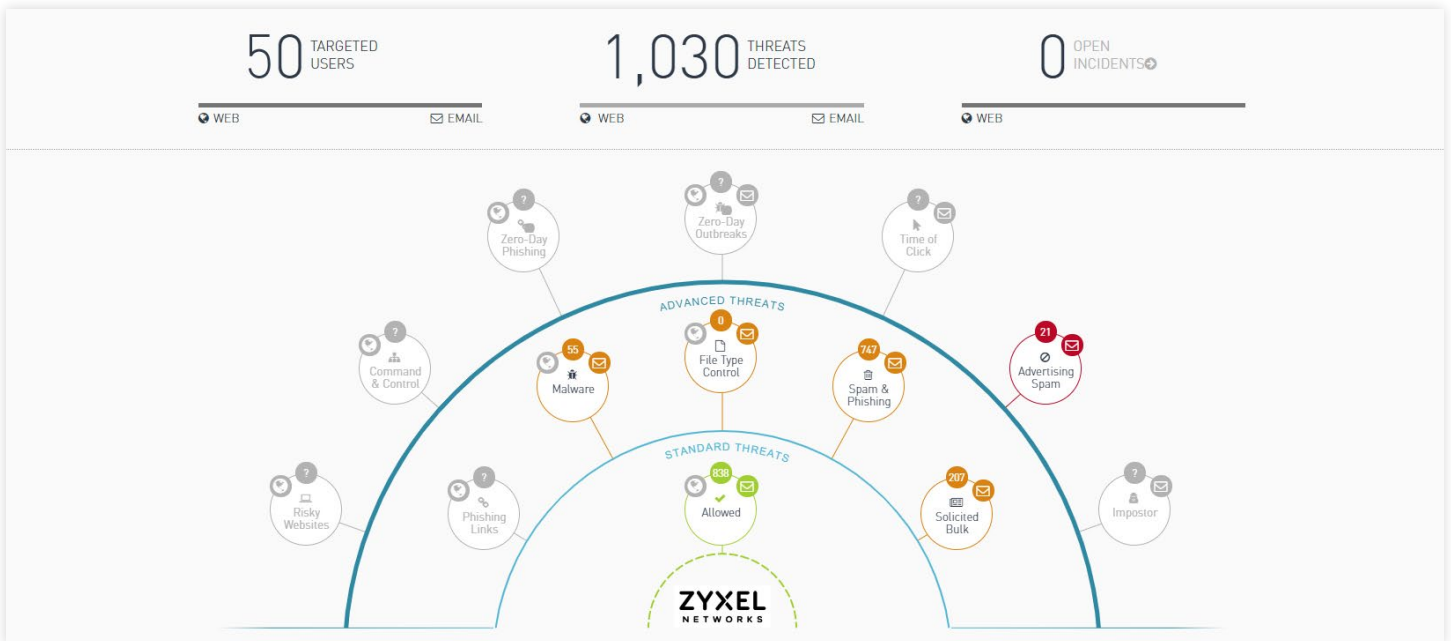 50 TARGETED
USERS
1,030 THREATS
DETECTED
0 OPEN
INCIDENTS
WEB
EMAIL
WEB
EMAIL
WEB
?
Zero-Day
Outbreaks
?
Zero-Day
Phishing
?
Time of
Click
ADVANCED THREATS
?
Command
& Control
55
Malware
0
File Type
Control
747
Spam &
Phishing
21
Advertising
Spam
STANDARD THREATS
?
Risky
Websites
?
Phishing
Links
838
Allowed
207
Solicited
Bulk
?
Impostor
ZYXEL
NETWORKS